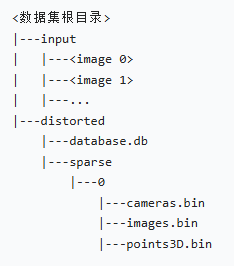 <数据集根目录>
|---input
|   |---<image 0>
|   |---<image 1>
|   |---...
|---distorted
    |---database.db
    |---sparse
        |---0
            |---cameras.bin
            |---images.bin
            |---points3D.bin